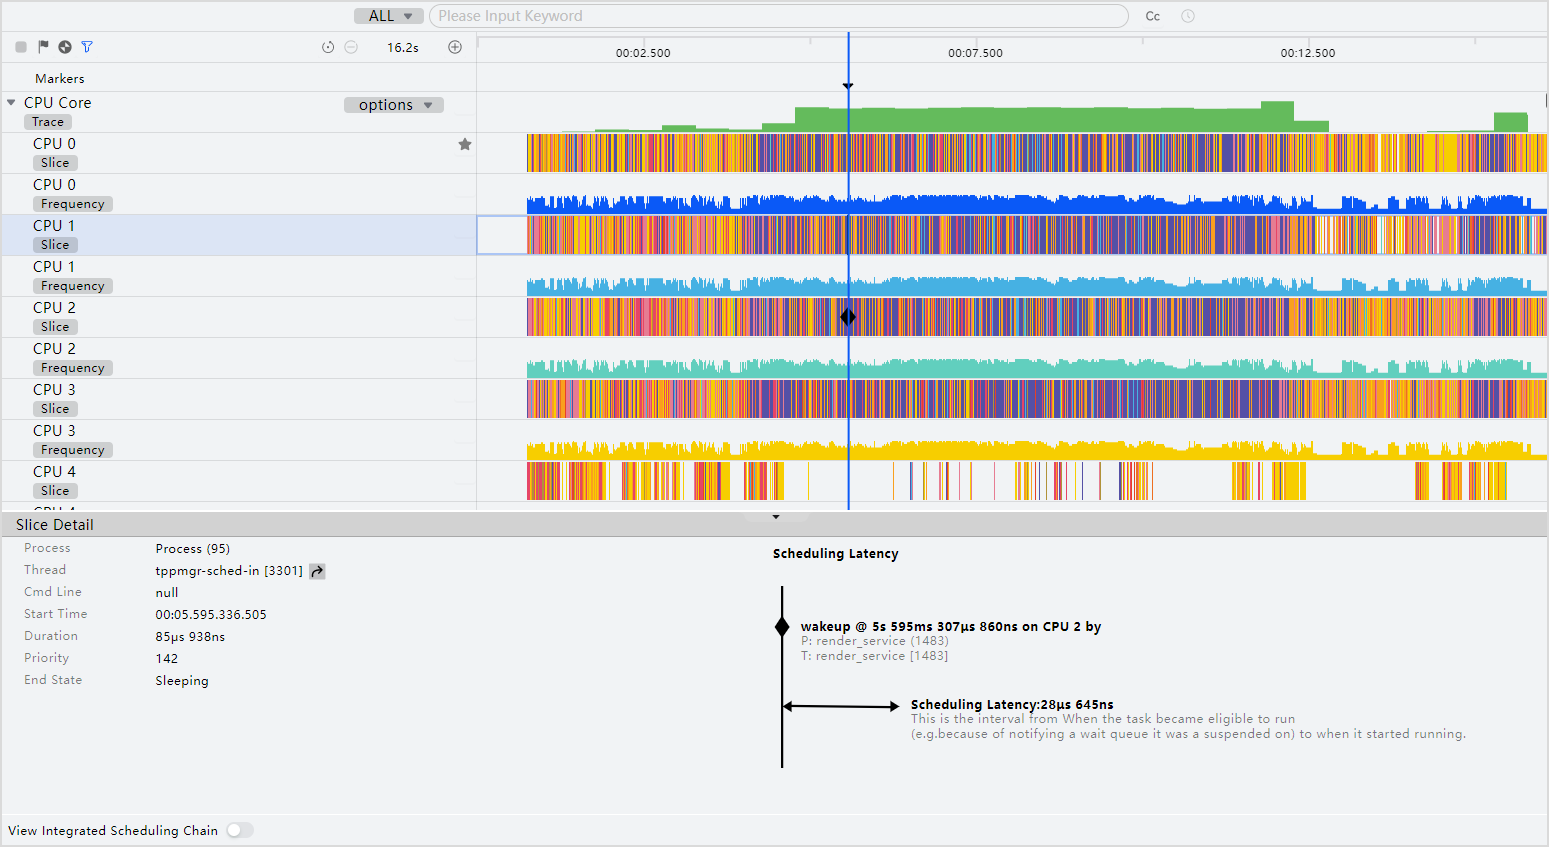 ALL
Please Input Keyword
Cc
16.2s
00:02.500
00:07.500
00:12.500
Markers
CPU Core
options
Trace
CPU 0
Slice
CPU 0
Frequency
CPU 1
Slice
CPU 1
Frequency
CPU 2
Slice
CPU 2
Frequency
CPU 3
Slice
CPU 3
Frequency
CPU 4
Slice
CPU 4
Slice Detail
Process
Process (95)
Thread
tppmgr-sched-in [3301]
Cmd Line
null
Start Time
00:05.595.336.505
Duration
85μs 938ns
Priority
142
End State
Sleeping
Scheduling Latency
wakeup @ 5s 595ms 307μs 860ns on CPU 2 by
P: render_service (1483)
T: render_service [1483]
Scheduling Latency:28μs 645ns
This is the interval from When the task became eligible to run
(e.g.because of notifying a wait queue it was a suspended on) to when it started running.
View Integrated Scheduling Chain